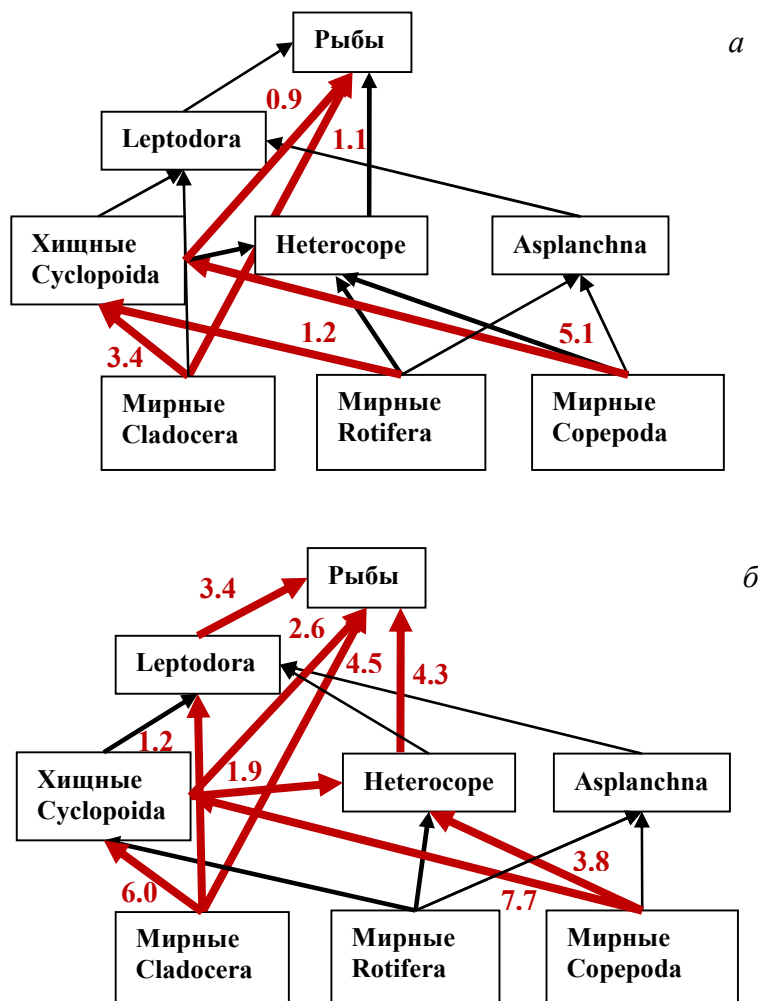 а
Рыбы
0.9
Leptodora
1.1
Хищные
Cyclopoida
Heterocope
Asplanchna
1.2
5.1
3.4
Мирные
Cladocera
Мирные
Rotifera
Мирные
Copepoda
б
Рыбы
3.4
2.6
Leptodora
4.5
4.3
1.2
Хищные
Cyclopoida
1.9
Heterocope
Asplanchna
3.8
6.0
7.7
Мирные
Cladocera
Мирные
Rotifera
Мирные
Copepoda